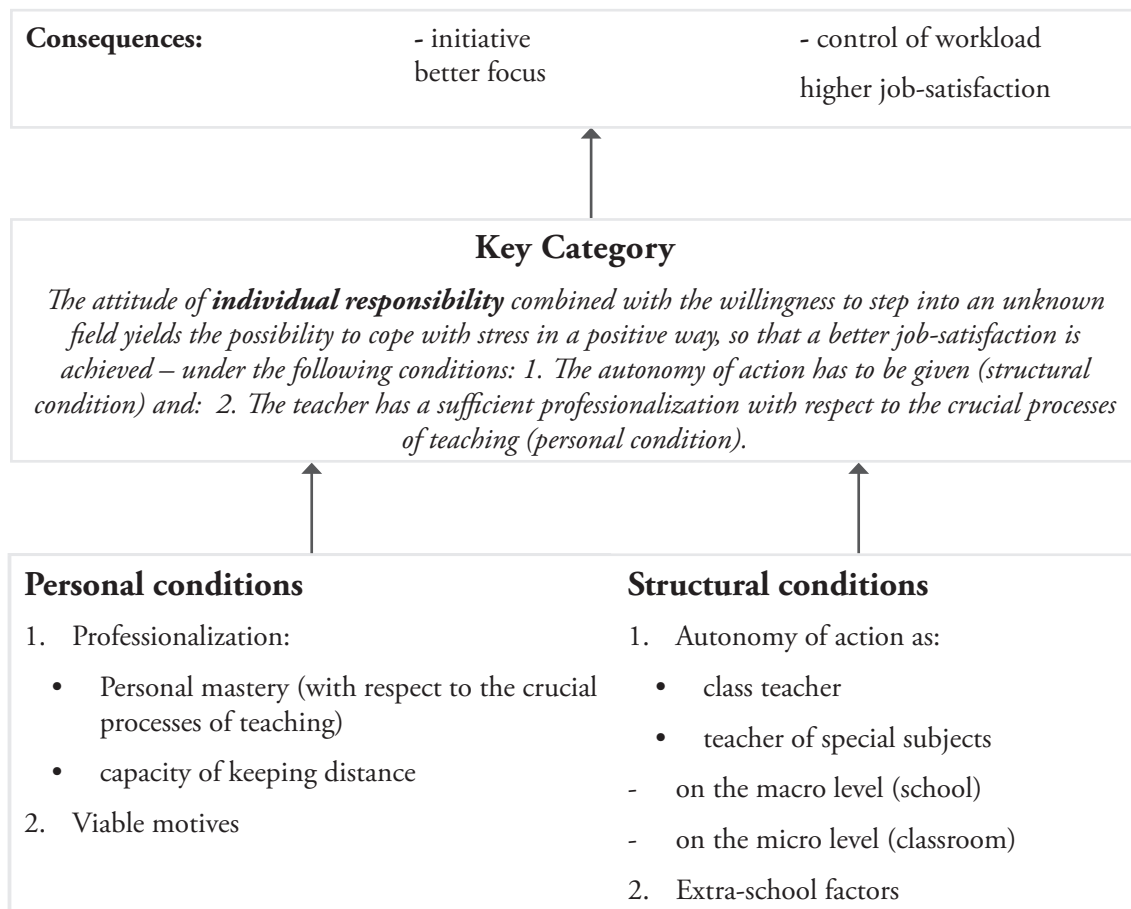 Consequences:
- initiative
better focus
- control of workload
higher job-satisfaction
Key Category
The attitude of individual responsibility combined with the willingness to step into an unknown
field yields the possibility to cope with stress in a positive way, so that a better job-satisfaction is
achieved – under the following conditions: 1. The autonomy of action has to be given (structural
condition) and: 2. The teacher has a sufficient professionalization with respect to the crucial processes
of teaching (personal condition).
Personal conditions
1. Professionalization:
• Personal mastery (with respect to the crucial
processes of teaching)
• capacity of keeping distance
2. Viable motives
Structural conditions
1. Autonomy of action as:
• class teacher
• teacher of special subjects
- on the macro level (school)
- on the micro level (classroom)
2. Extra-school factors